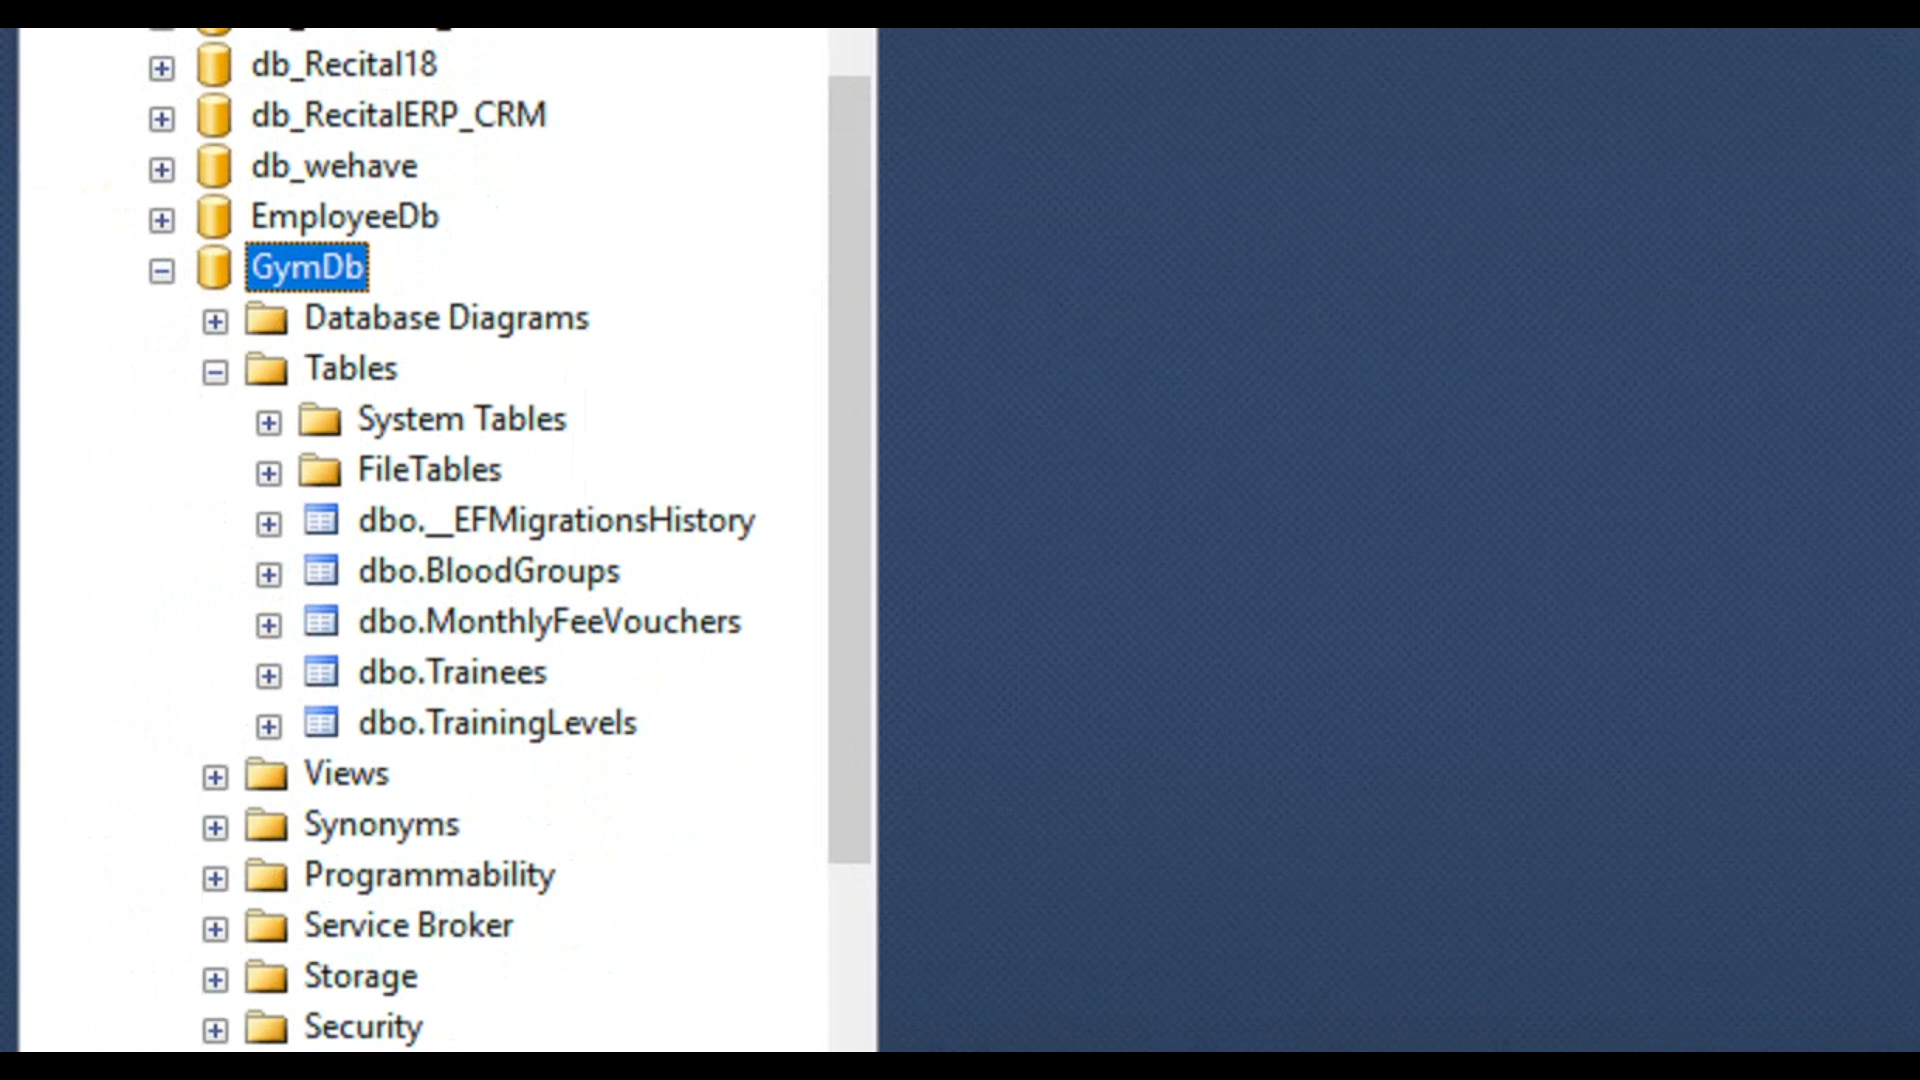 db_Recital18
db_RecitalERP_CRM
db_wehave
EmployeeDb
GymDb
Database Diagrams
Tables
System Tables
FileTables
dbo.__EFMigrationsHistory
dbo.BloodGroups
dbo.MonthlyFeeVouchers
dbo.Trainees
dbo.TrainingLevels
Views
Synonyms
Programmability
Service Broker
Storage
Security